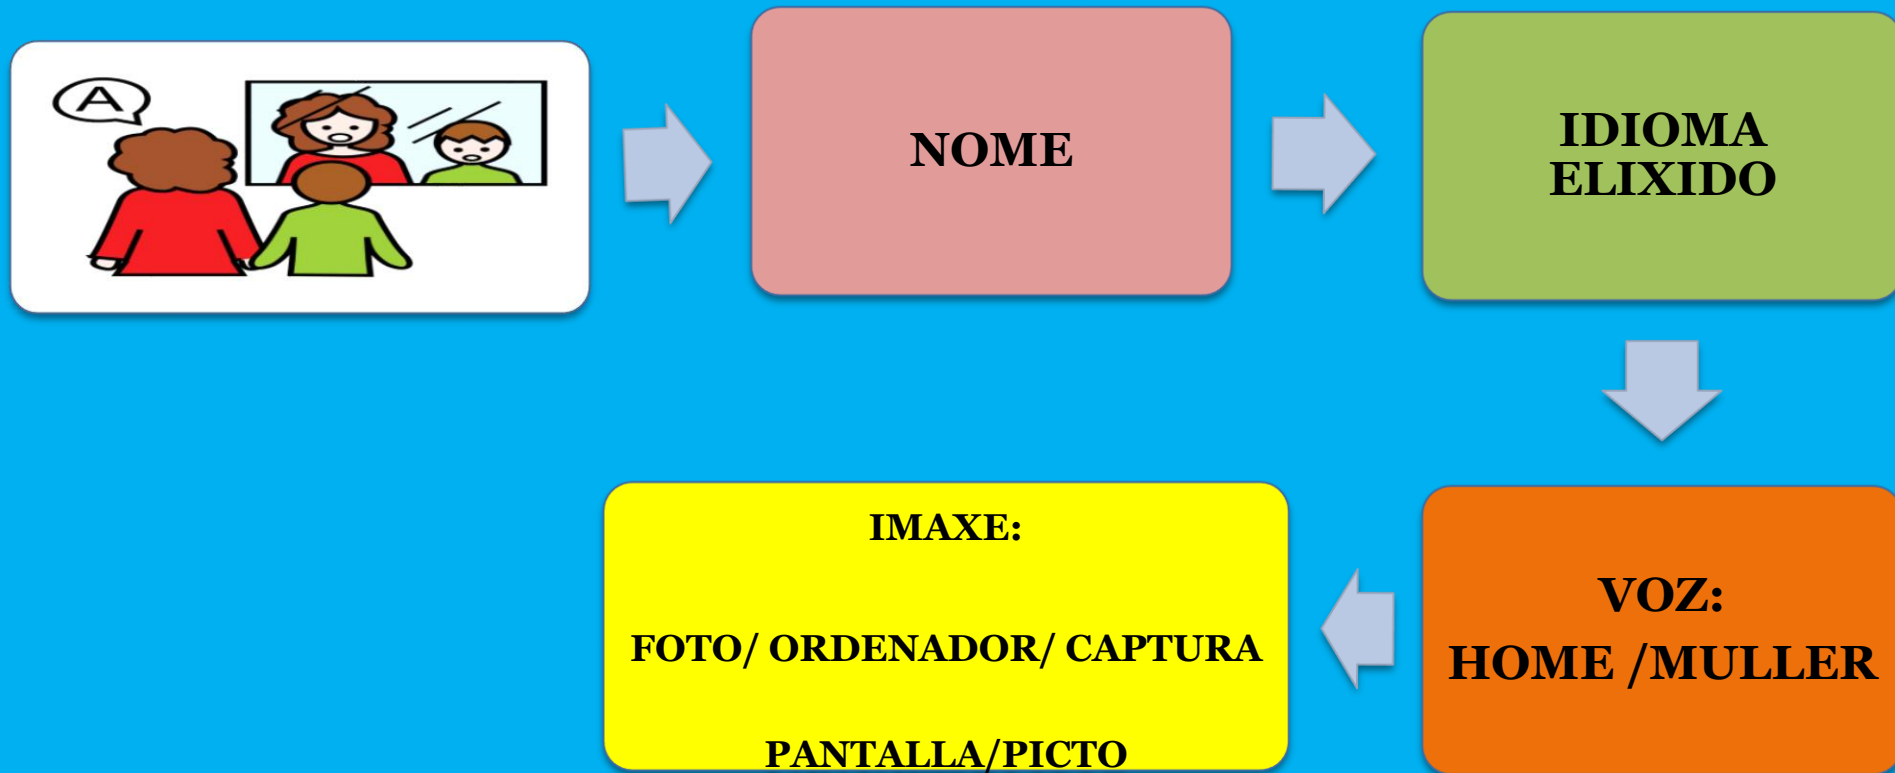 A
NOME
IDIOMA
ELIXIDO
VOZ:
HOME /MULLER
IMAXE:
FOTO/ ORDENADOR/ CAPTURA
PANTALLA/PICTO